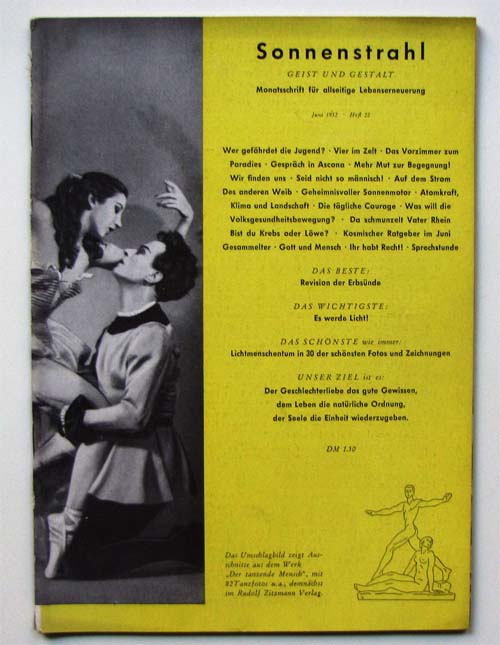 Sonnenstrahl
GEIST UND GESTALT
Monatsschrift für allseitige Lebenserneuerung
Juni 1952 · Heft 22
Wer gefährdet die Jugend? · Vier im Zelt · Das Vorzimmer zum
Paradies · Gespräch in Ascona · Mehr Mut zur Begegnung!
Wir finden uns · Seid nicht so männisch! · Auf dem Strom
Des anderen Weib · Geheimnisvoller Sonnenmotor · Atomkraft,
Klima und Landschaft · Die tägliche Courage · Was will die
Volksgesundheitsbewegung? · Da schmunzelt Vater Rhein
Bist du Krebs oder Löwe? · Kosmischer Ratgeber im Juni
Gesammelter · Gott und Mensch · Ihr habt Recht! · Sprechstunde
DAS BESTE:
Revision der Erbsünde
DAS WICHTIGSTE:
Es werde Licht!
DAS SCHÖNSTE wie immer:
Lichtmenschentum in 30 der schönsten Fotos und Zeichnungen
UNSER ZIEL ist es:
Der Geschlechterliebe das gute Gewissen,
dem Leben die natürliche Ordnung,
der Seele die Einheit wiederzugeben.
DM 1.30
Das Umschlagbild zeigt Aus-
schnitte aus dem Werk
„Der tanzende Mensch", mit
82 Tanzfotos u.a., demnächst
im Rudolf Zitzmann Verlag.